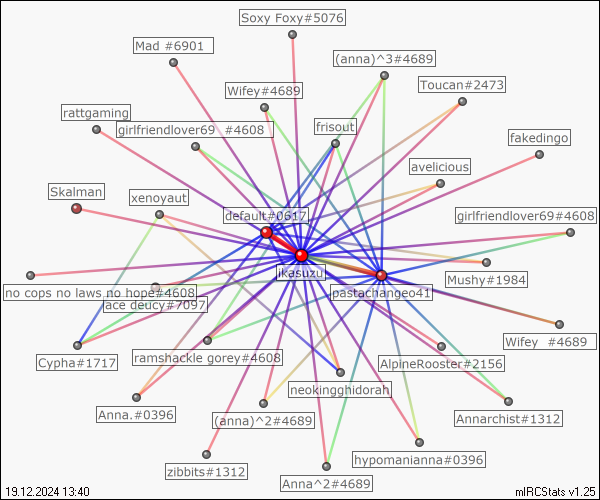 Soxy Foxy#5076
Mad #6901
(anna)^3#4689
Toucan#2473
Wifey#4689
rattgaming
girlfriendlover69 #4608
frisout
fakedingo
avelicious
Skalman
xenoyaut
default#0617
girlfriendlover69#4608
ikasuzu
Mushy#1984
pastachangeo41
no cops no laws no hope#4608
ace deucy#7097
Wifey #4689
Cypha#1717
ramshackle gorey#4608
AlpineRooster#2156
neokingghidorah
Anna.#0396
(anna)^2#4689
Annarchist#1312
hypomanianna#0396
zibbits#1312
Anna^2#4689
19.12.2024 13:40
mIRCStats v1.25